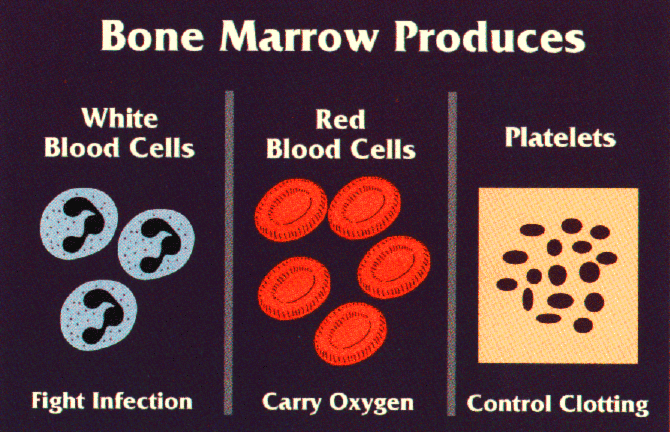 Bone Marrow Produces
White
Blood Cells
Fight Infection
Red
Blood Cells
Carry Oxygen
Platelets
Control Clotting